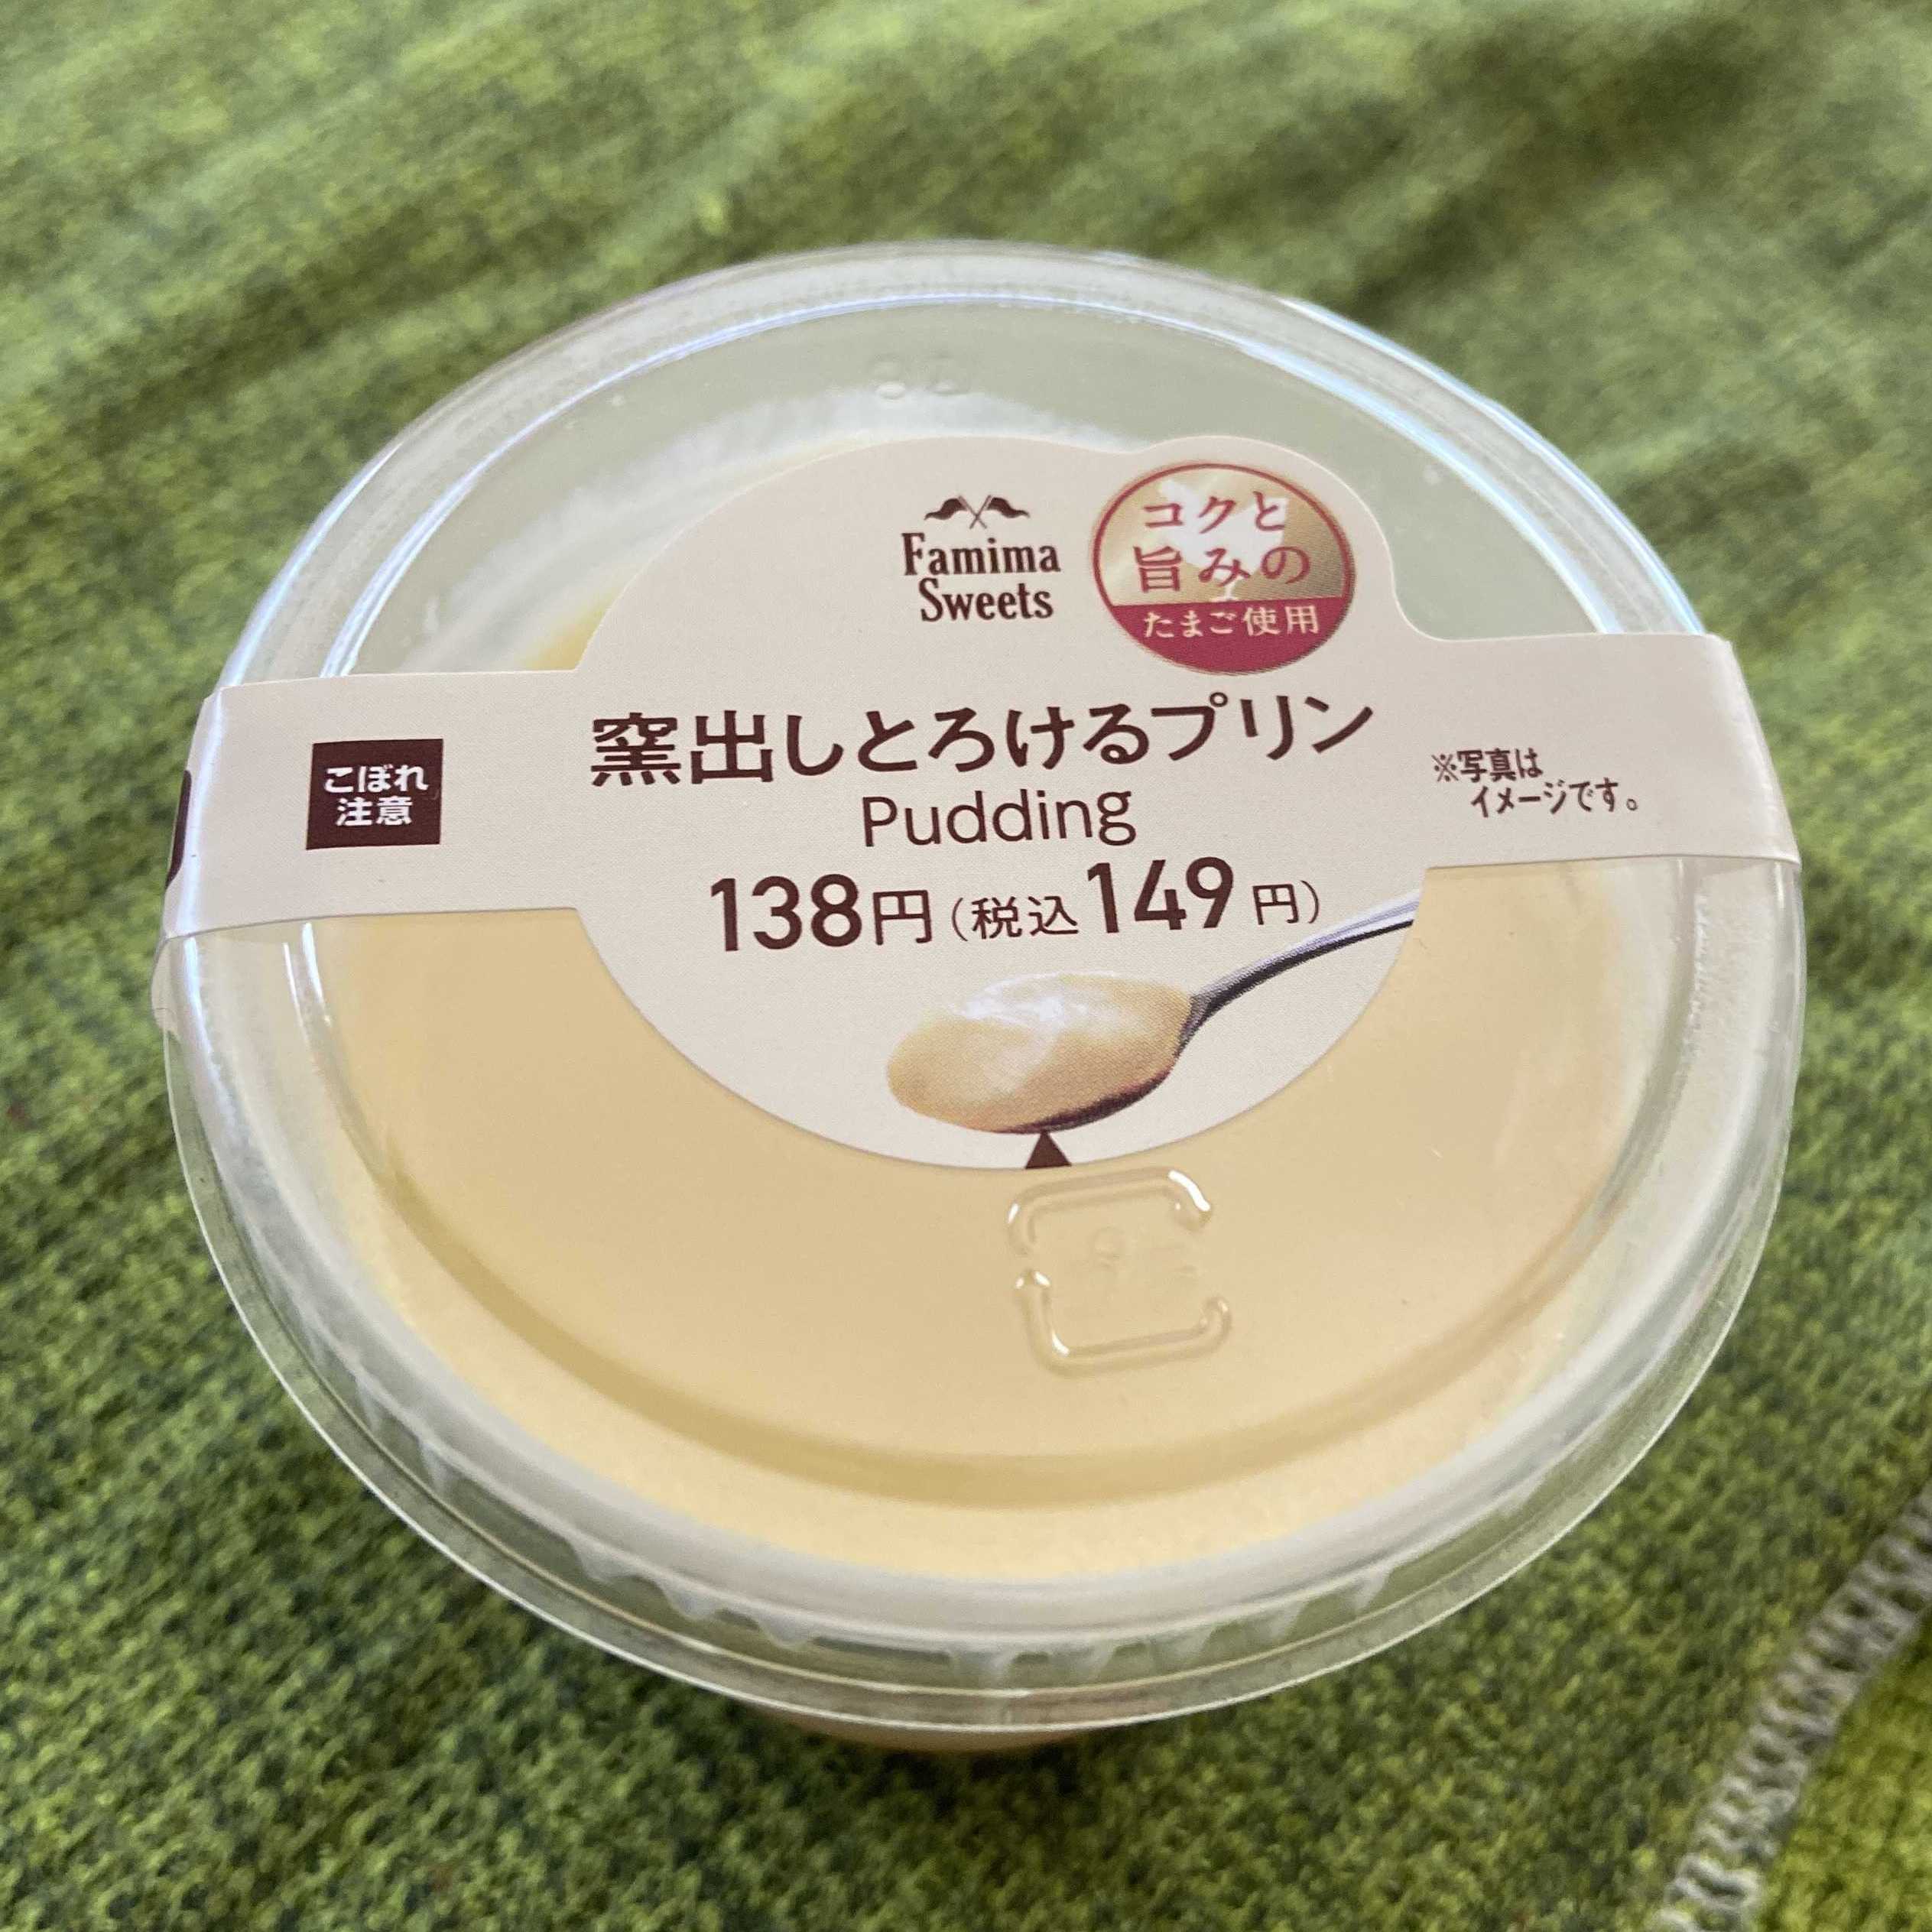 Famima
Sweets
コクと
旨みの
たまご使用
窯出しとろけるプリン
Pudding
138円(税込149円)
こぼれ
注意
※写真は
イメージです。